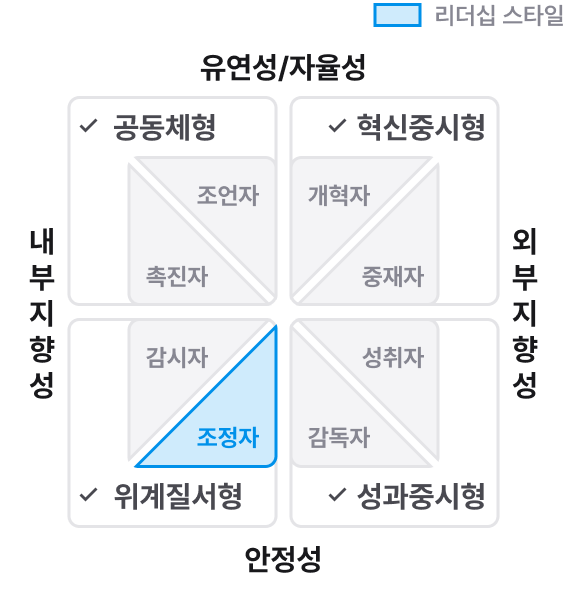 리더십 스타일
유연성/자율성
공동체형
혁신중시형
조언자
개혁자
촉진자
중재자
내부지향성
외부지향성
감시자
성취자
조정자
감독자
위계질서형
성과중시형
안정성